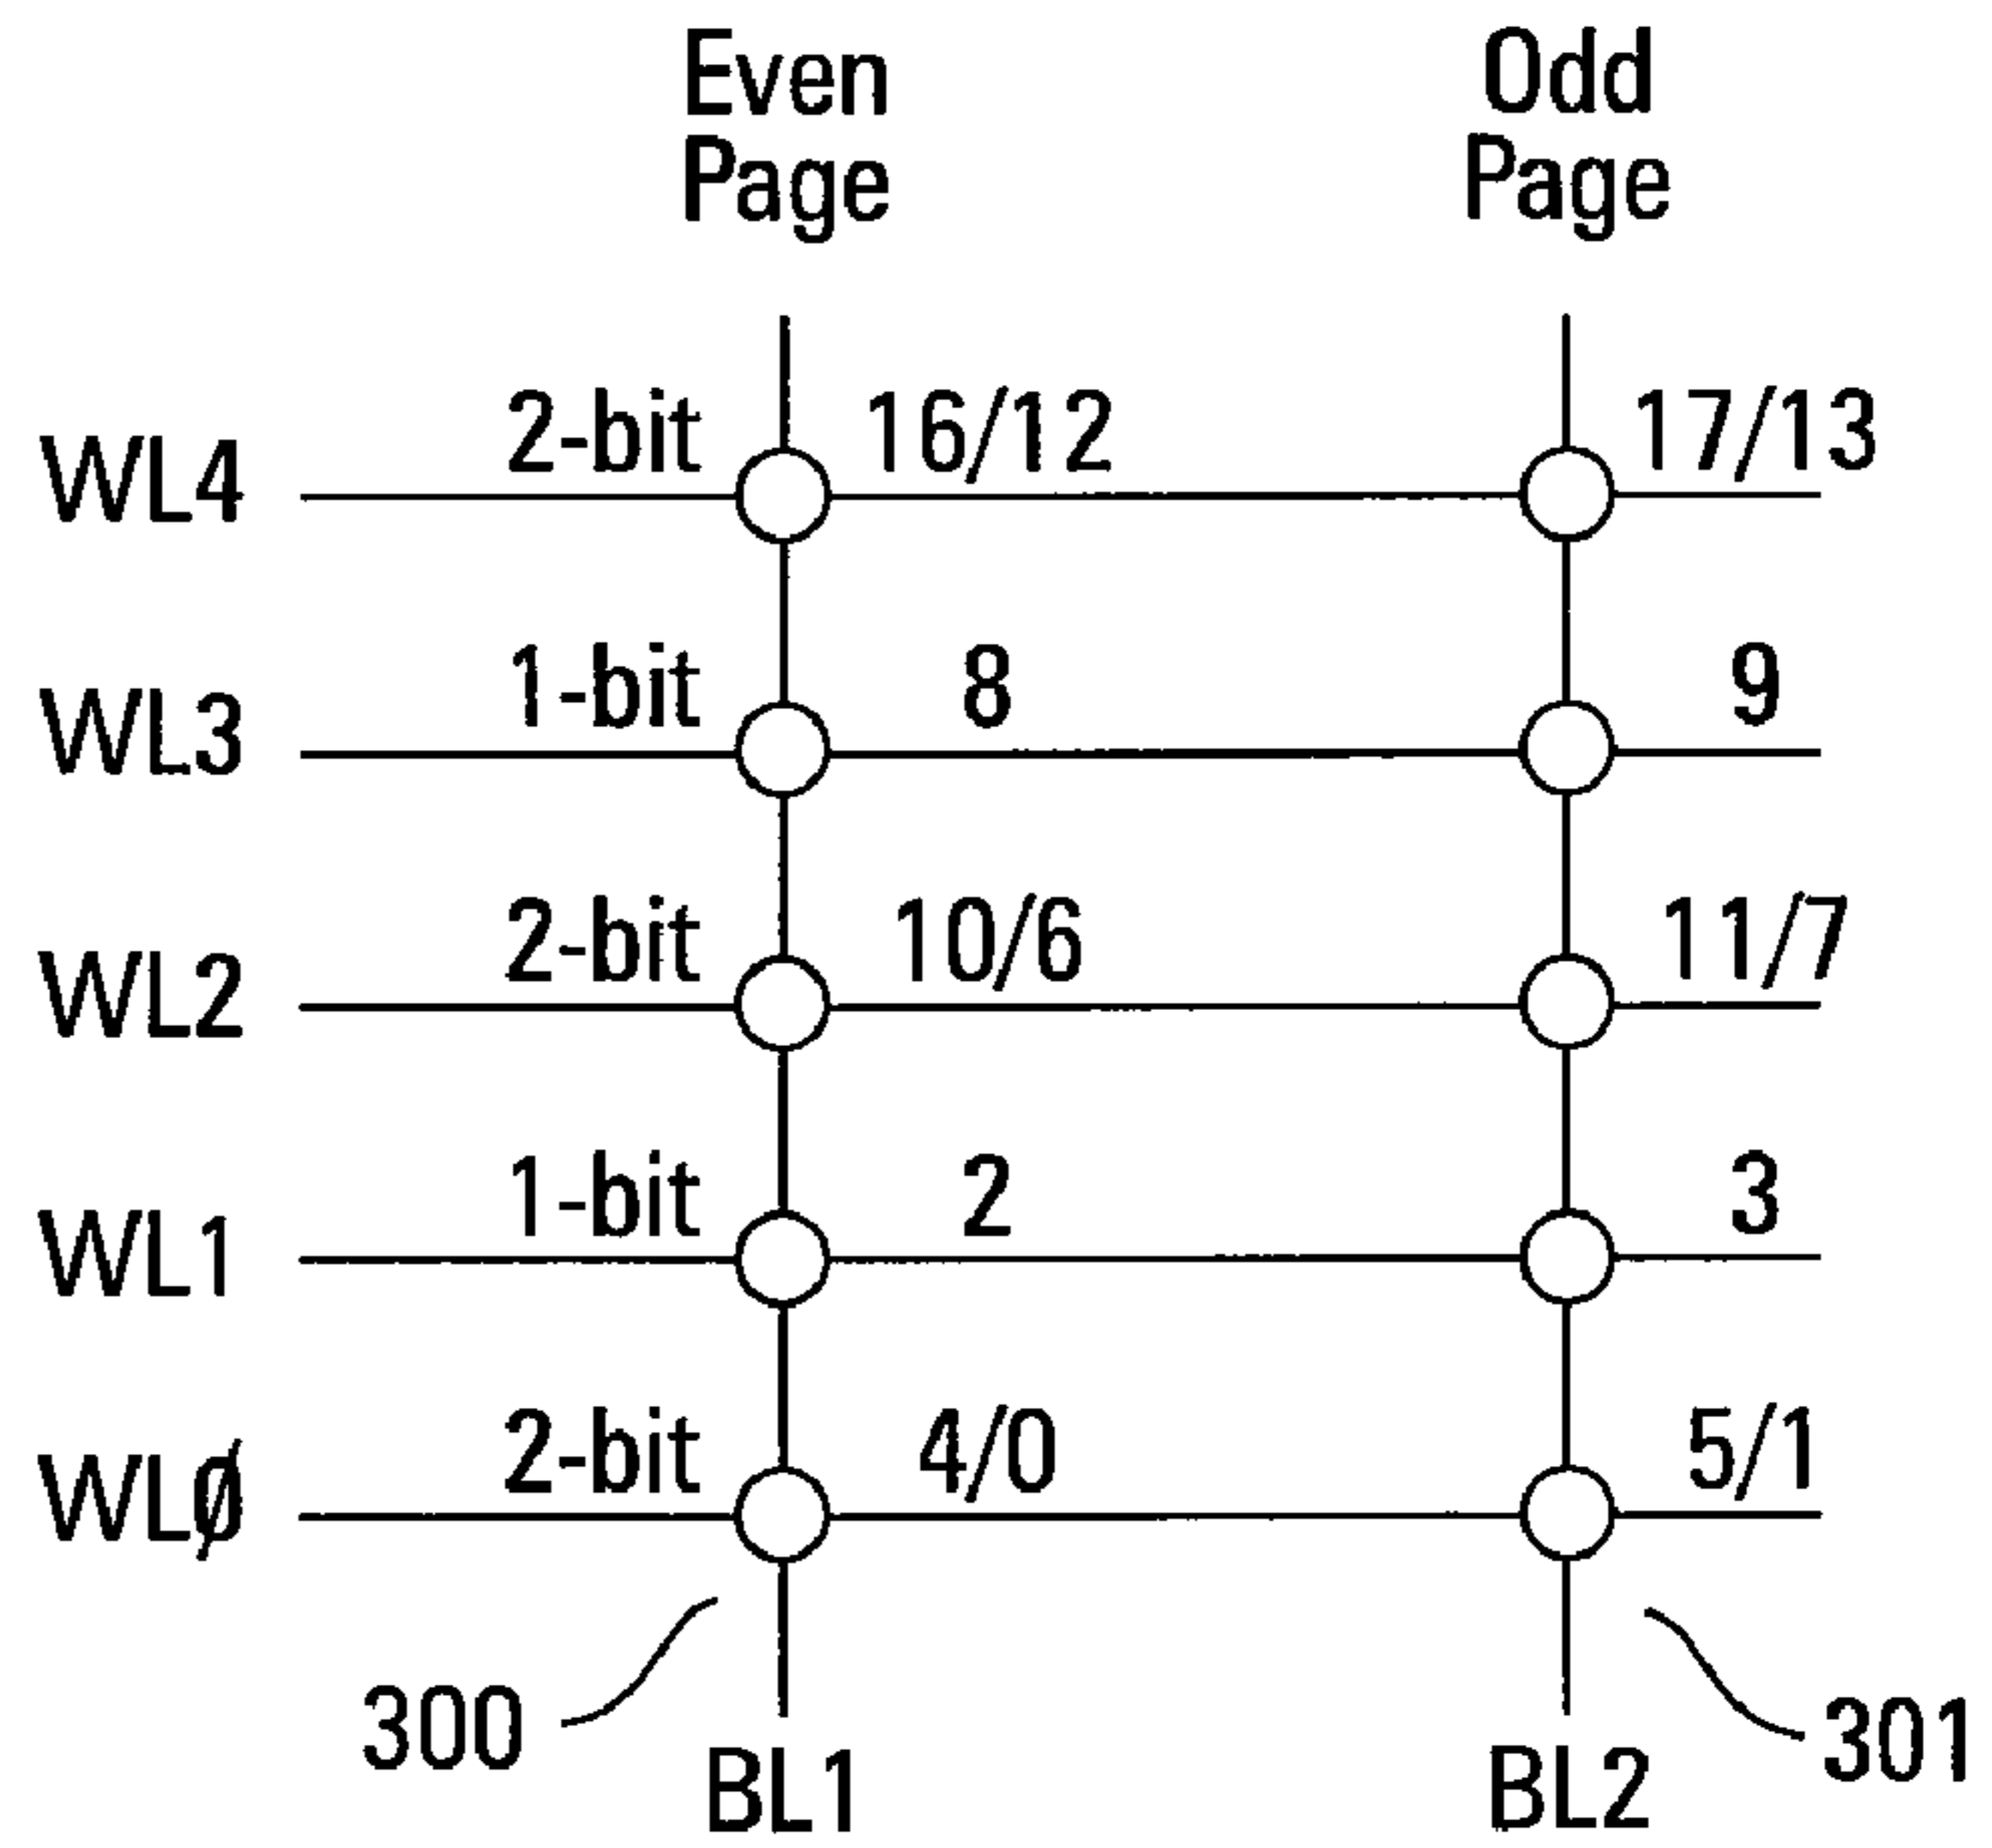 Even Page Odd Page
WL4 2-bit 16/12 17/13
WL3 1-bit 8 9
WL2 2-bit 10/6 11/7
WL1 1-bit 2 3
WLØ 2-bit 4/0 5/1
300 301
BL1 BL2